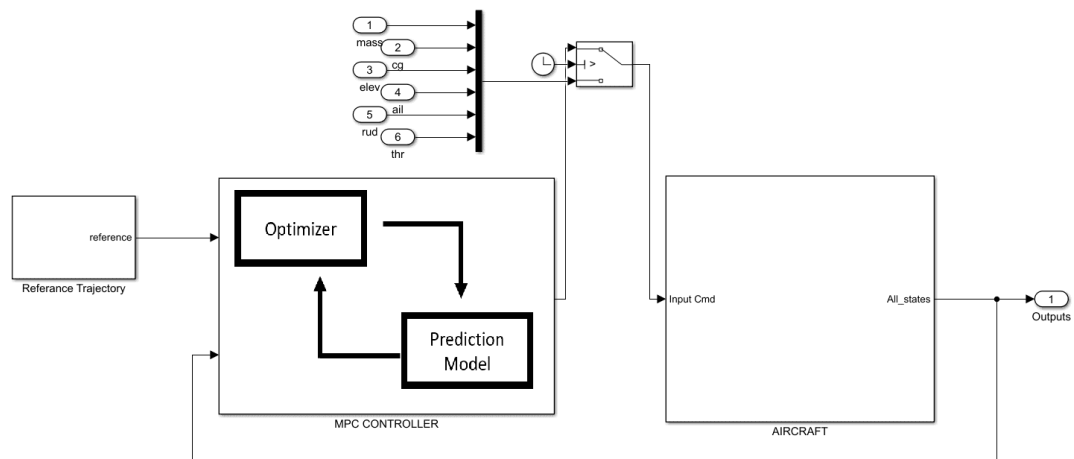 1
mass
2
cg
3
elev
4
ail
5
rud
6
thr
>
reference
Referance Trajectory
Optimizer
Prediction
Model
MPC CONTROLLER
Input Cmd
All_states
AIRCRAFT
1
Outputs